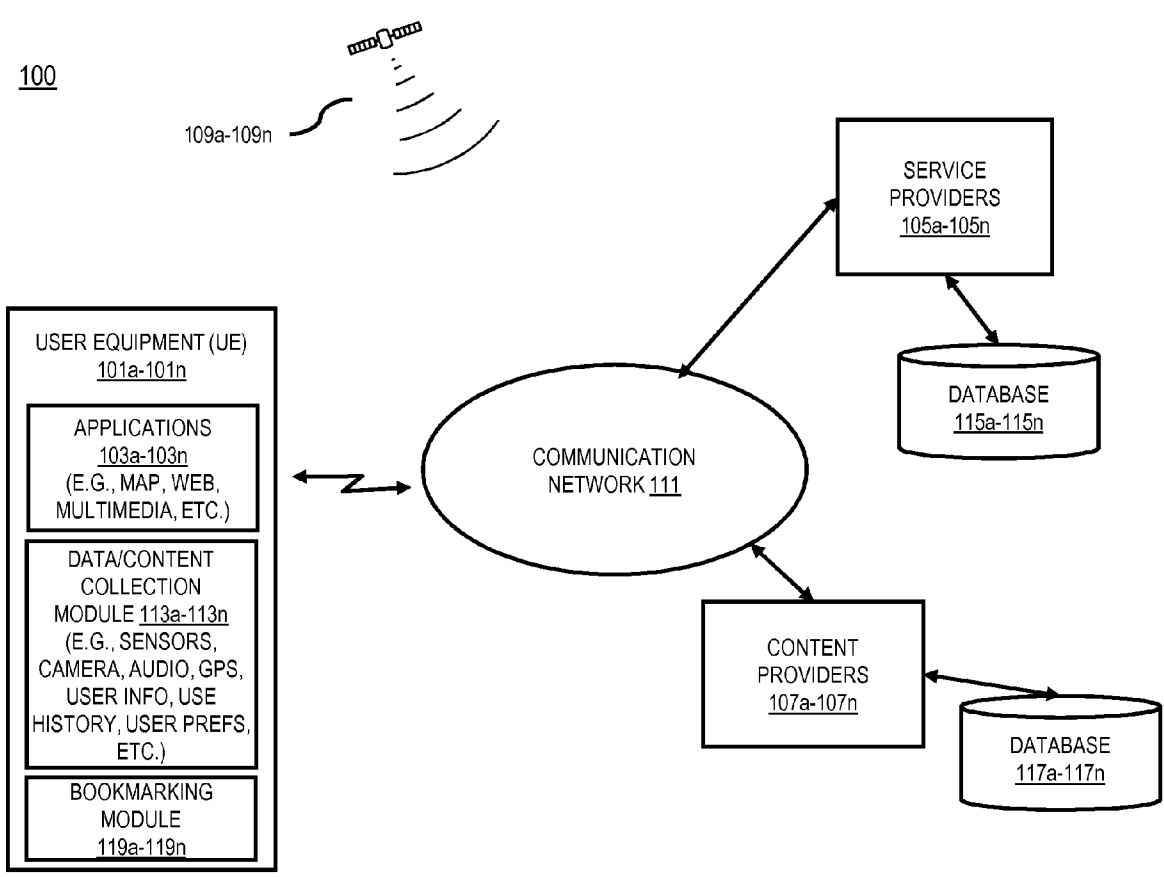 100
109a-109n
SERVICE
PROVIDERS
105a-105n
DATABASE
115a-115n
USER EQUIPMENT (UE)
101a-101n
APPLICATIONS
103a-103n
(E.G., MAP, WEB,
MULTIMEDIA, ETC.)
DATA/CONTENT
COLLECTION
MODULE 113a-113n
(E.G., SENSORS,
CAMERA, AUDIO, GPS,
USER INFO, USE
HISTORY, USER PREFS,
ETC.)
BOOKMARKING
MODULE
119a-119n
COMMUNICATION
NETWORK 111
CONTENT
PROVIDERS
107a-107n
DATABASE
117a-117n